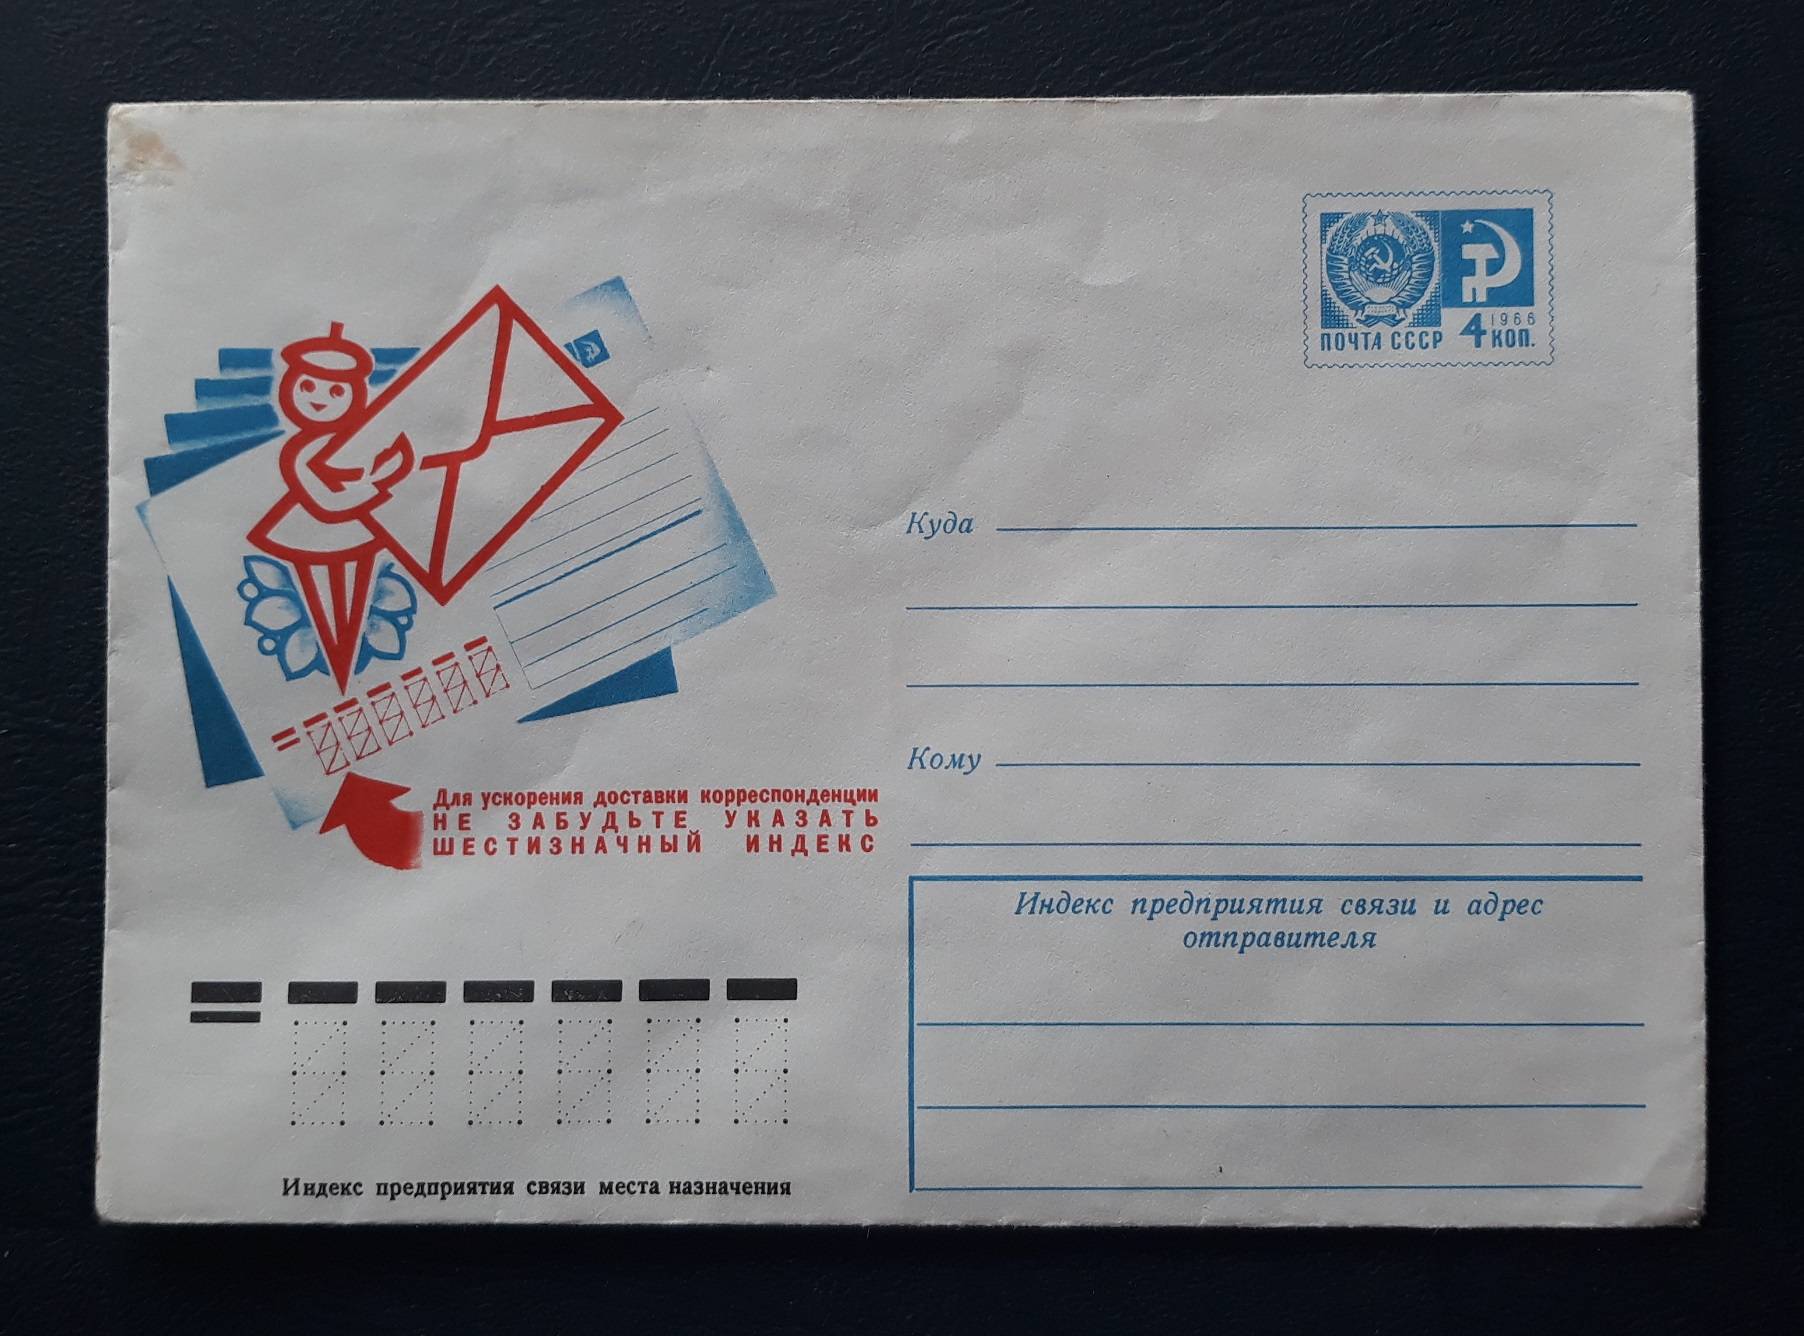 1966
ПОЧТА СССР 4 КОП.
Куда
Кому
Для ускорения доставки корреспонденции
НЕ ЗАБУДЬТЕ УКАЗАТЬ
ШЕСТИЗНАЧНЫЙ ИНДЕКС
Индекс предприятия связи и адрес
отправителя
Индекс предприятия связи места назначения